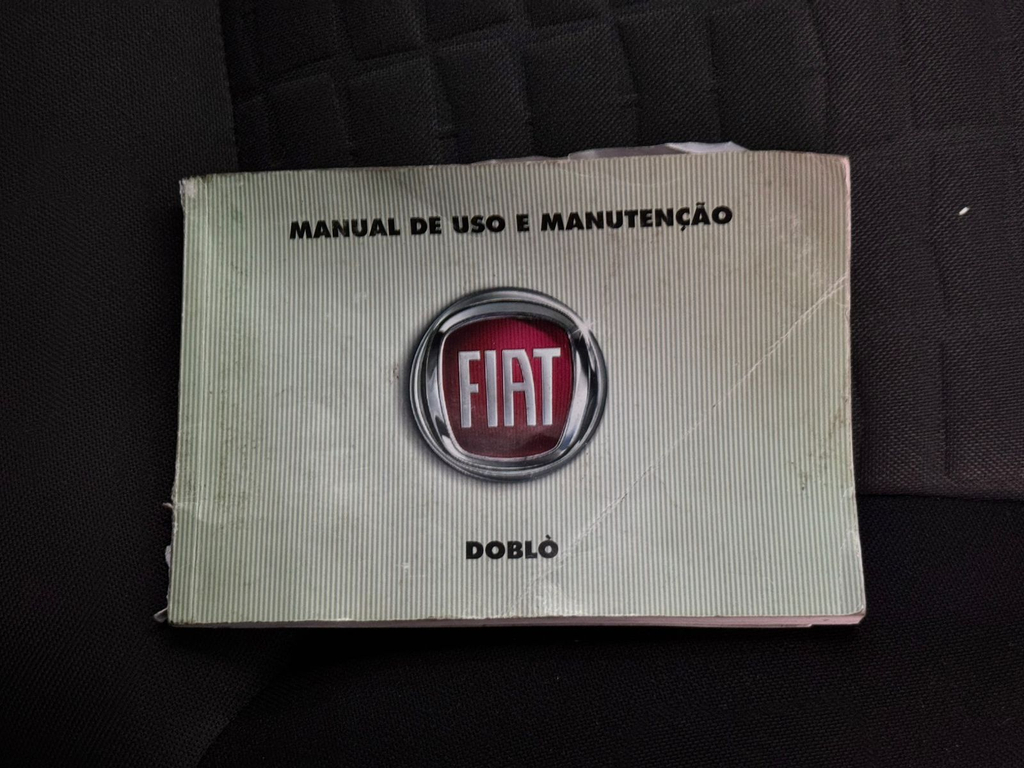 MANUAL DE USO E MANUTENÇÃO
FIAT
DOBLÒ